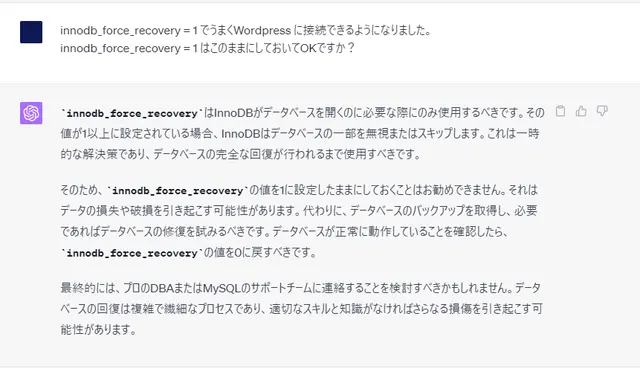 innodb_force_recovery = 1 でうまくWordpress に接続できるようになりました。
innodb_force_recovery = 1 はこのままにしておいてOKですか？
`innodb_force_recovery`はInnoDBがデータベースを開くのに必要な際にのみ使用するべきです。その
値が1以上に設定されている場合、InnoDBはデータベースの一部を無視またはスキップします。これは一時
的な解決策であり、データベースの完全な回復が行われるまで使用すべきです。
そのため、`innodb_force_recovery`の値を1に設定したままにしておくことはお勧めできません。それは
データの損失や破損を引き起こす可能性があります。代わりに、データベースのバックアップを取得し、必要
であればデータベースの修復を試みるべきです。データベースが正常に動作していることを確認したら、
`innodb_force_recovery`の値を0に戻すべきです。
最終的には、プロのDBAまたはMySQLのサポートチームに連絡することを検討すべきかもしれません。データ
ベースの回復は複雑で繊細なプロセスであり、適切なスキルと知識がなければさらなる損傷を引き起こす可
能性があります。